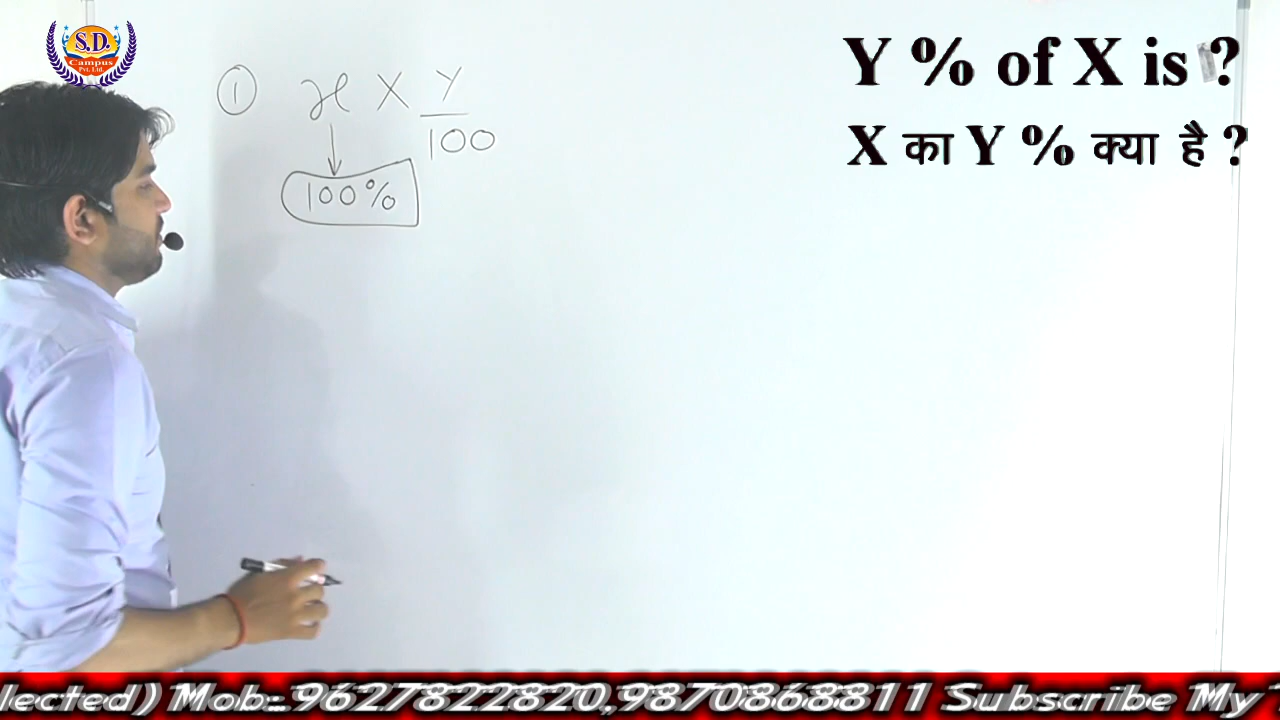 S.D.
Campus
Pvt. Ltd.
Y % of X is ?
X का Y % क्या है ?
① x X Y
100
100%
lected) Mob:.9627822820,9870868811 Subscribe My